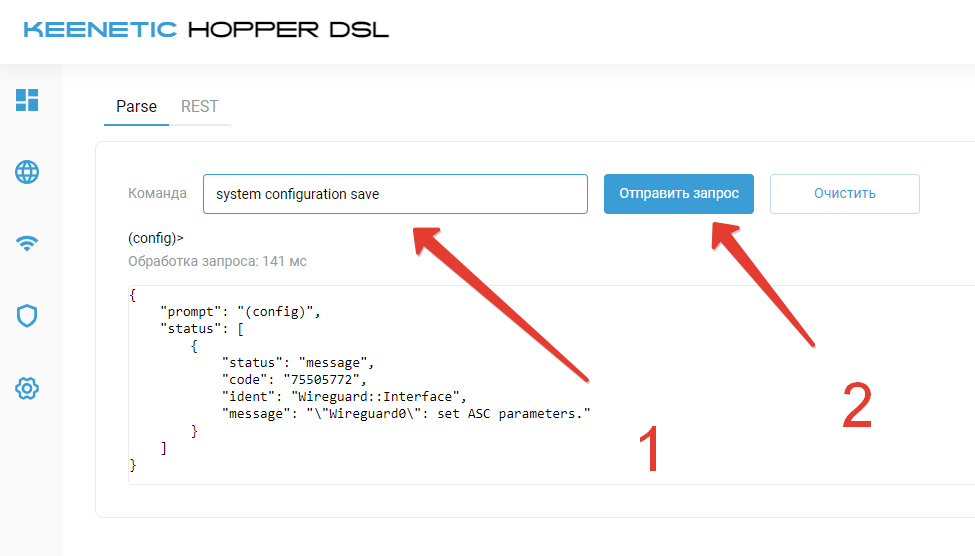 KEENETIC HOPPER DSL
Parse REST
Команда system configuration save Отправить запрос Очистить
(config)>
Обработка запроса: 141 мс
{
    "prompt": "(config)",
    "status": [
        {
            "status": "message",
            "code": "75505772",
            "ident": "Wireguard::Interface",
            "message": "\"Wireguard0\": set ASC parameters."
        }
    ]
}
1
2